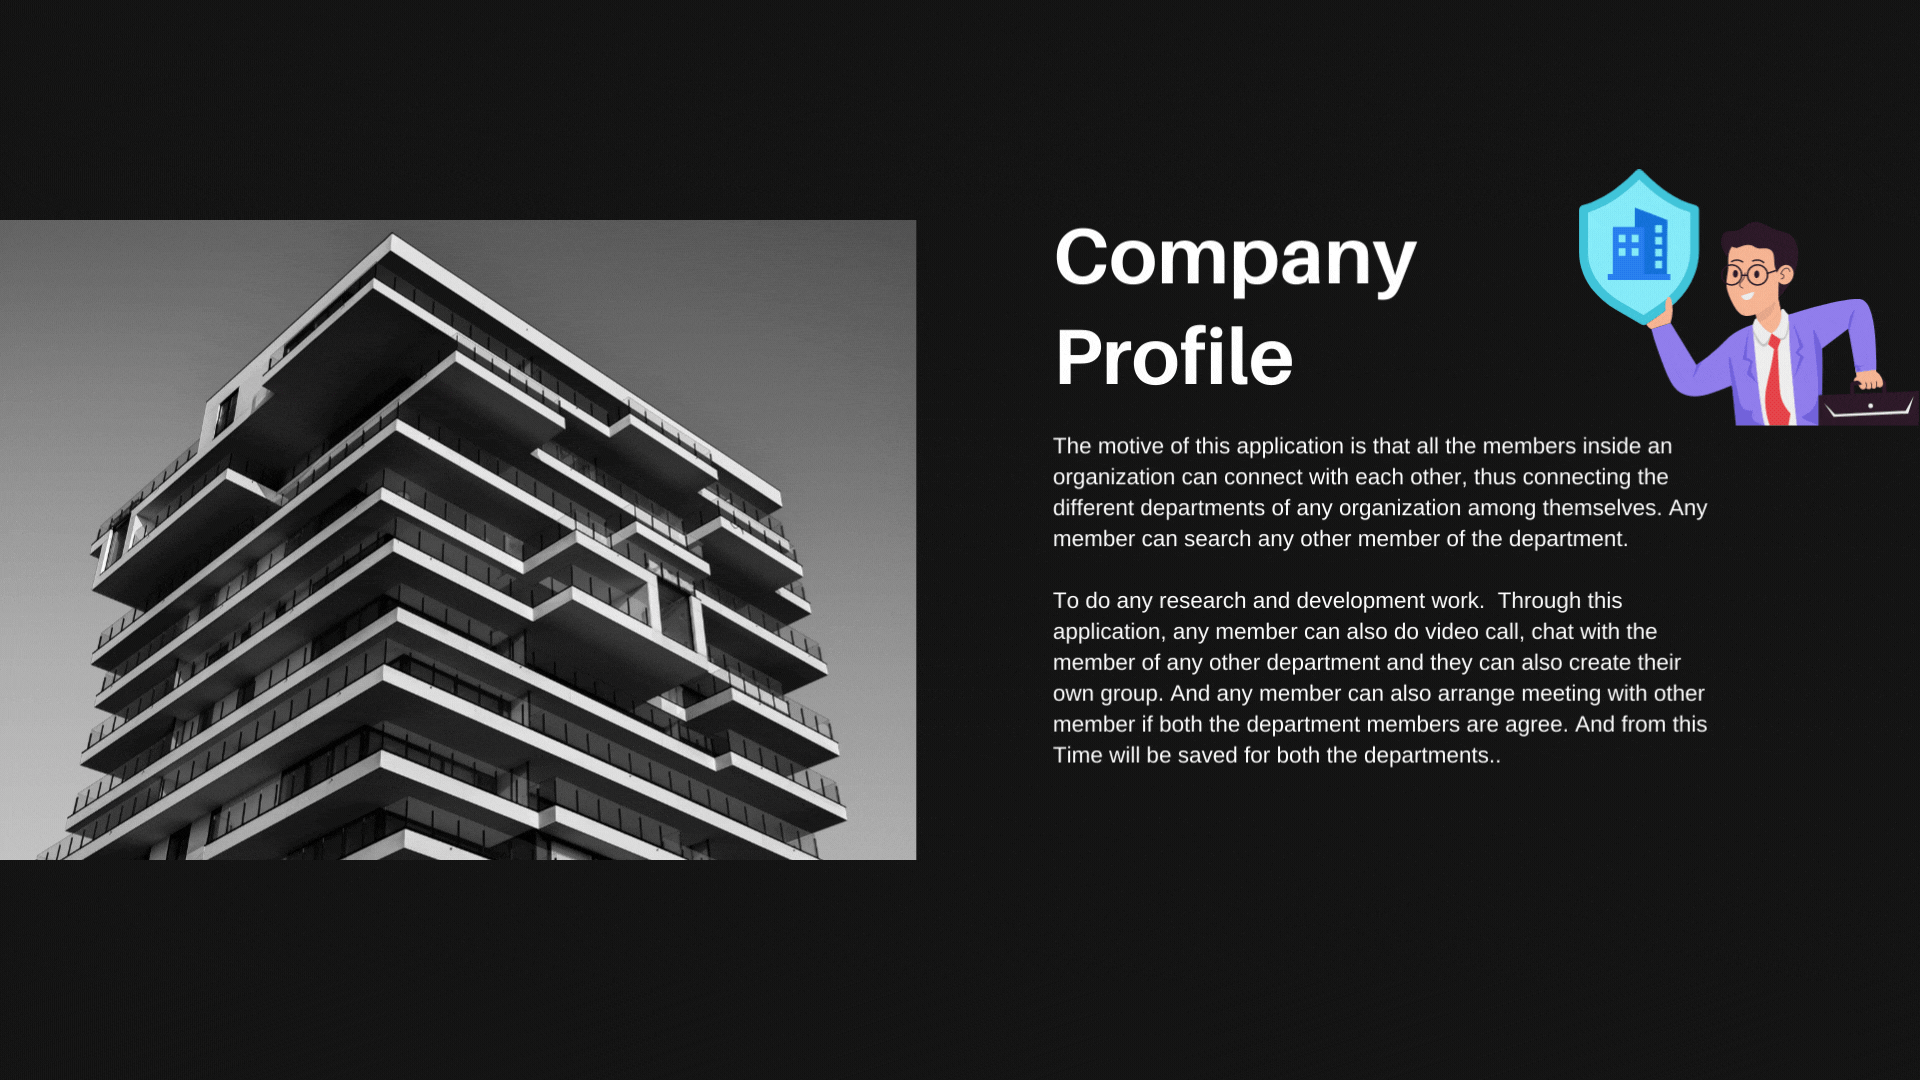 Company
Profile
The motive of this application is that all the members inside an
organization can connect with each other, thus connecting the
different departments of any organization among themselves. Any
member can search any other member of the department.
To do any research and development work.  Through this
application, any member can also do video call, chat with the
member of any other department and they can also create their
own group. And any member can also arrange meeting with other
member if both the department members are agree. And from this
Time will be saved for both the departments..